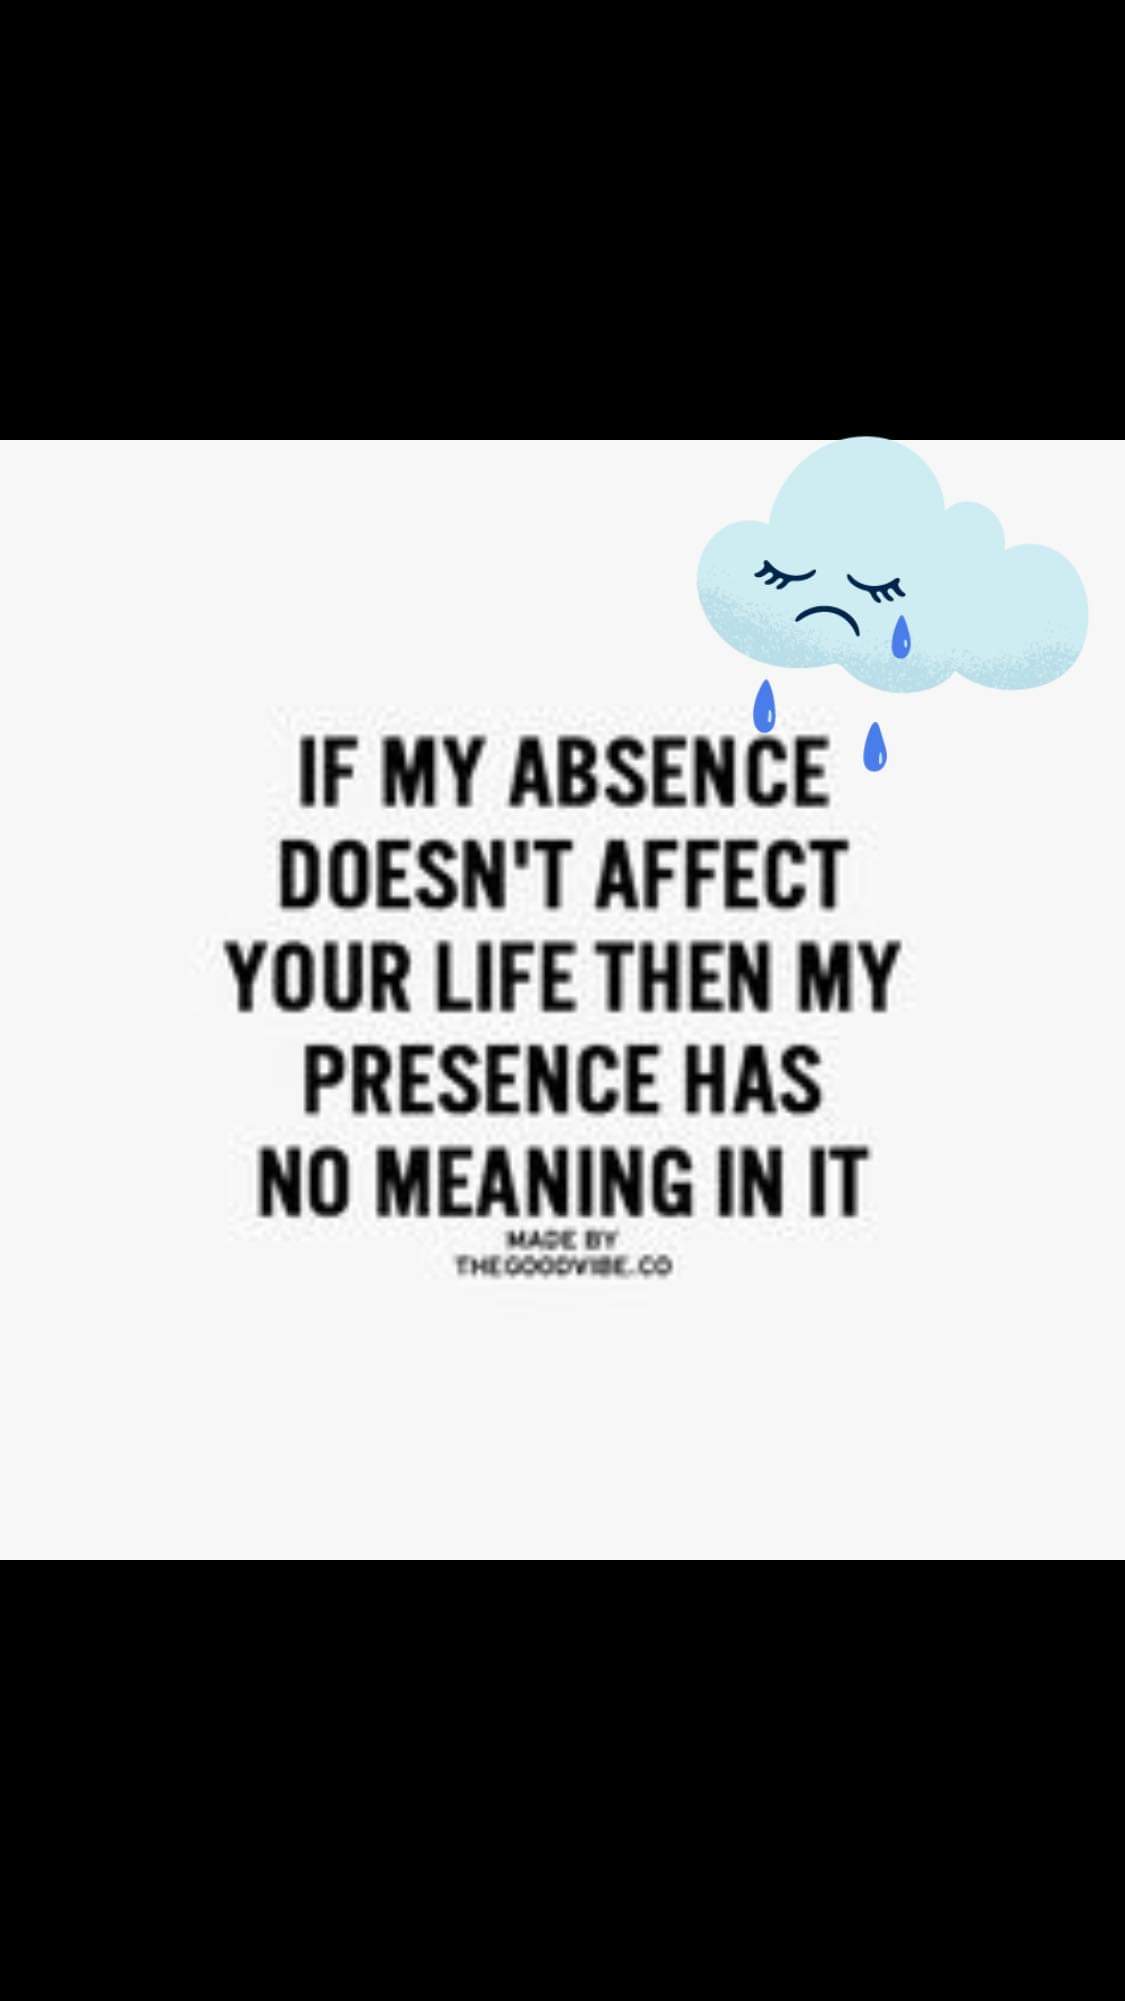 IF MY ABSENCE
DOESN'T AFFECT
YOUR LIFE THEN MY
PRESENCE HAS
NO MEANING IN IT
MADE BY
THEGOODVIBE.CO